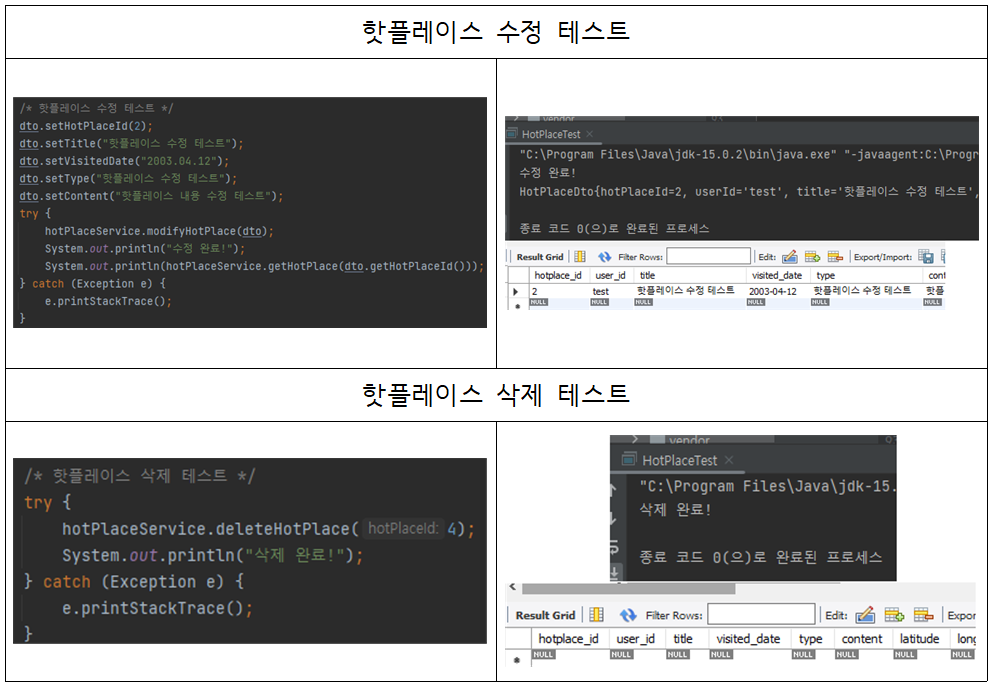 핫플레이스 수정 테스트
/* 핫플레이스 수정 테스트 */
dto.setHotPlaceId(2);
dto.setTitle("핫플레이스 수정 테스트");
dto.setVisitedDate("2003.04.12");
dto.setType("핫플레이스 수정 테스트");
dto.setContent("핫플레이스 내용 수정 테스트");
try {
hotPlaceService.modifyHotPlace(dto);
System.out.println("수정 완료!");
System.out.println(hotPlaceService.getHotPlace(dto.getHotPlaceId()));
} catch (Exception e) {
e.printStackTrace();
}
vendor
HotPlaceTest ×
"C:\Program Files\Java\jdk-15.0.2\bin\java.exe" "-javaagent:C:\Progr
수정 완료!
HotPlaceDto{hotPlaceId=2, userId='test', title='핫플레이스 수정 테스트',
종료 코드 0(으)로 완료된 프로세스
Result Grid Filter Rows: Edit: Export/Import:
hotplace_id user_id title visited_date type cont
2 test 핫플레이스 수정 테스트 2003-04-12 핫플레이스 수정 테스트 핫플
NULL NULL NULL NULL NULL NULL
핫플레이스 삭제 테스트
/* 핫플레이스 삭제 테스트 */
try {
hotPlaceService.deleteHotPlace( hotPlaceId: 4);
System.out.println("삭제 완료!");
} catch (Exception e) {
e.printStackTrace();
}
vendor
HotPlaceTest ×
"C:\Program Files\Java\jdk-15.
삭제 완료!
종료 코드 0(으)로 완료된 프로세스
Result Grid Filter Rows: Edit: Expor
hotplace_id user_id title visited_date type content latitude long
NULL NULL NULL NULL NULL NULL NULL NULL